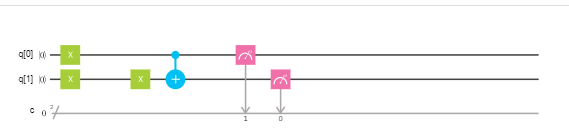 q[0] |0⟩ X
q[1] |0⟩ X X +
c 0 2
1 0